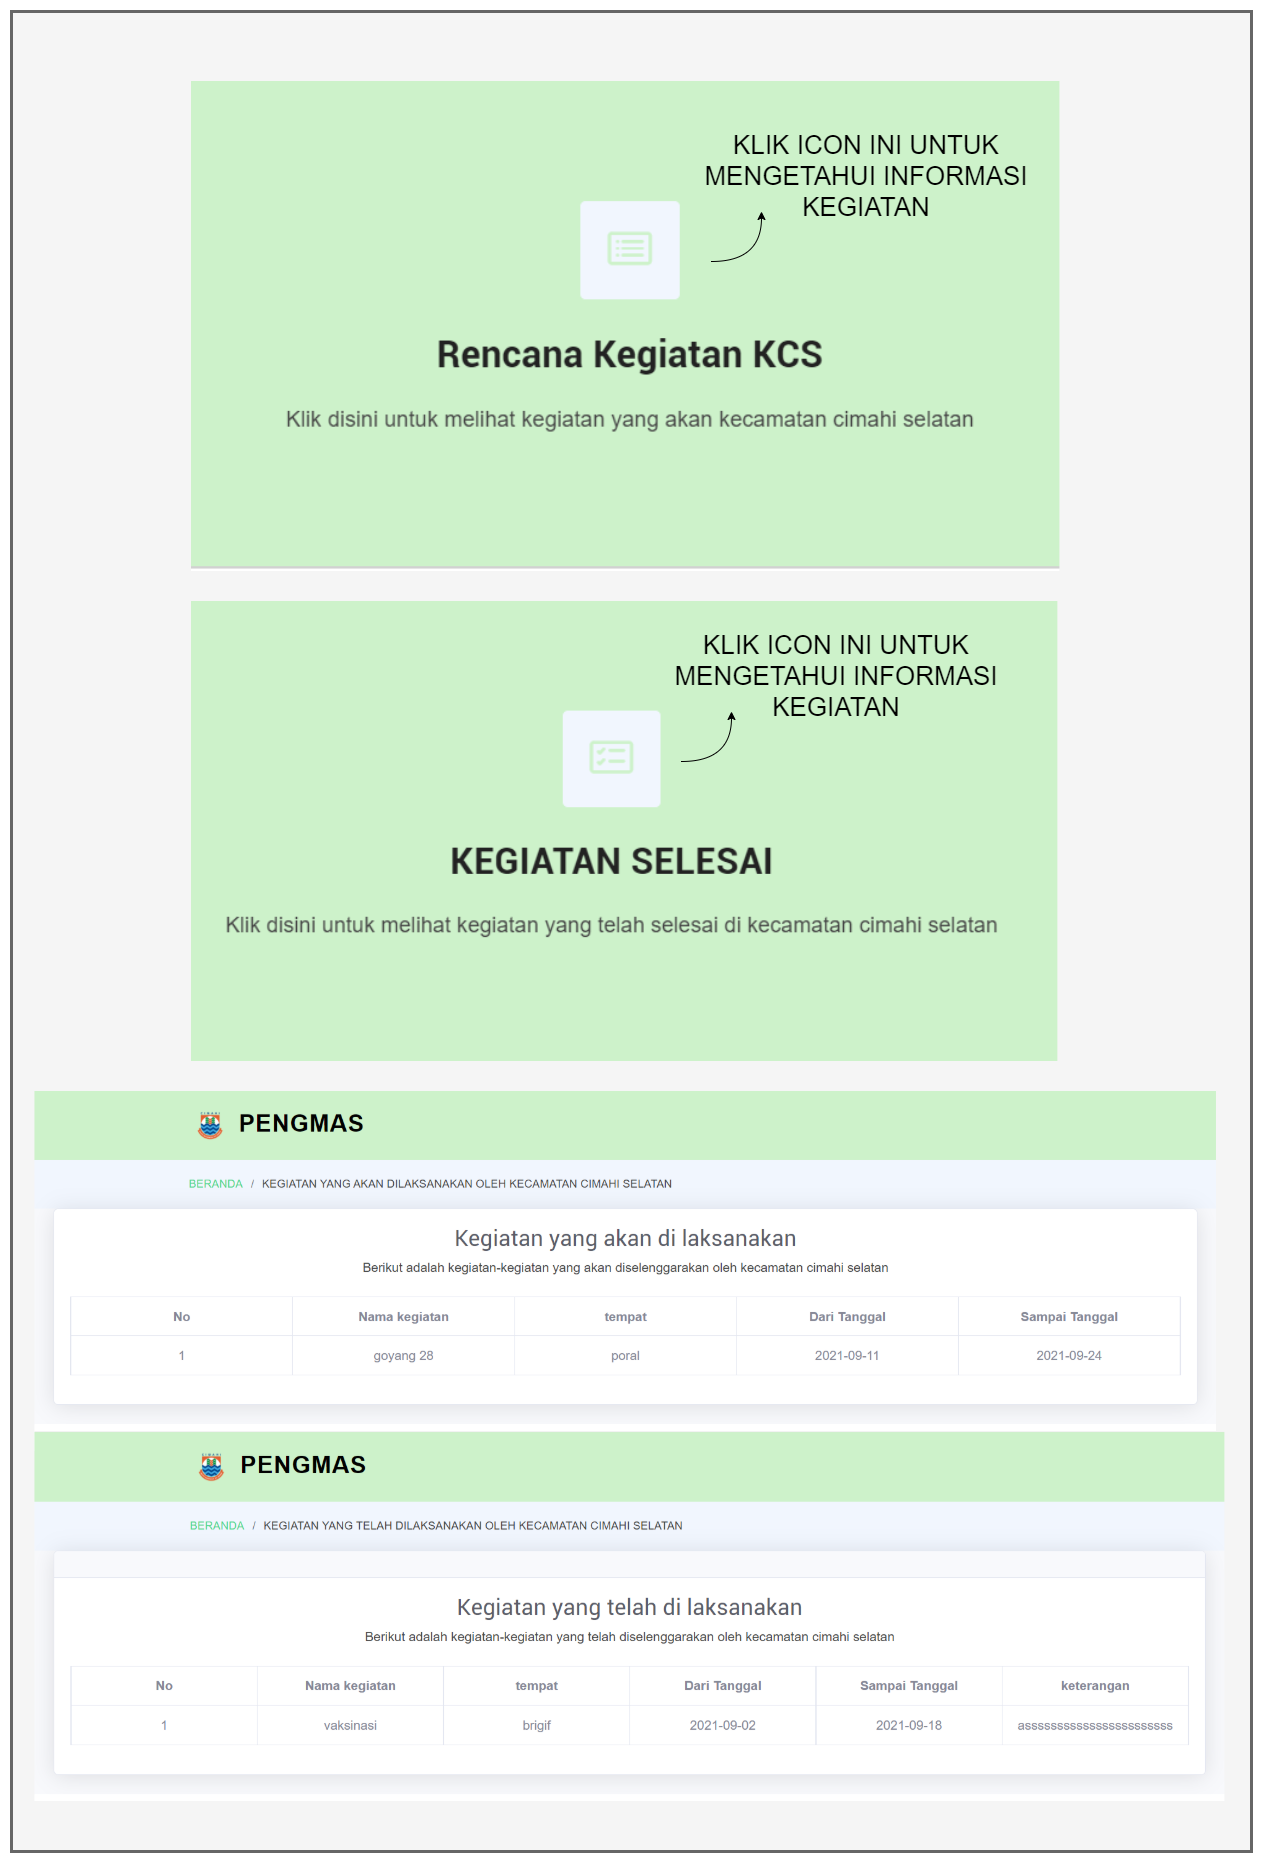 KLIK ICON INI UNTUK
MENGETAHUI INFORMASI
KEGIATAN
Rencana Kegiatan KCS
Klik disini untuk melihat kegiatan yang akan kecamatan cimahi selatan
KLIK ICON INI UNTUK
MENGETAHUI INFORMASI
KEGIATAN
KEGIATAN SELESAI
Klik disini untuk melihat kegiatan yang telah selesai di kecamatan cimahi selatan
PENGMAS
BERANDA / KEGIATAN YANG AKAN DILAKSANAKAN OLEH KECAMATAN CIMAHI SELATAN
Kegiatan yang akan di laksanakan
Berikut adalah kegiatan-kegiatan yang akan diselenggarakan oleh kecamatan cimahi selatan
No Nama kegiatan tempat Dari Tanggal Sampai Tanggal
1 goyang 28 poral 2021-09-11 2021-09-24
PENGMAS
BERANDA / KEGIATAN YANG TELAH DILAKSANAKAN OLEH KECAMATAN CIMAHI SELATAN
Kegiatan yang telah di laksanakan
Berikut adalah kegiatan-kegiatan yang telah diselenggarakan oleh kecamatan cimahi selatan
No Nama kegiatan tempat Dari Tanggal Sampai Tanggal keterangan
1 vaksinasi brigif 2021-09-02 2021-09-18 asssssssssssssssssssssss